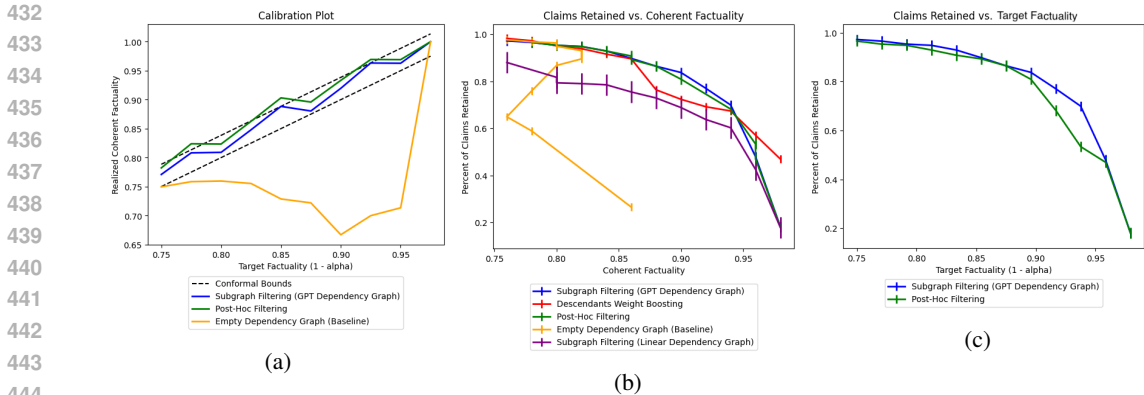 432
433
434
435
436
437
438
439
440
441
442
443
444
Calibration Plot
Realized Coherent Factuality
1.00
0.95
0.90
0.85
0.80
0.75
0.70
0.65
0.75 0.80 0.85 0.90 0.95
Target Factuality (1 - alpha)
Conformal Bounds
Subgraph Filtering (GPT Dependency Graph)
Post-Hoc Filtering
Empty Dependency Graph (Baseline)
(a)
Claims Retained vs. Coherent Factuality
Percent of Claims Retained
1.0
0.8
0.6
0.4
0.2
0.75 0.80 0.85 0.90 0.95
Coherent Factuality
Subgraph Filtering (GPT Dependency Graph)
Descendants Weight Boosting
Post-Hoc Filtering
Empty Dependency Graph (Baseline)
Subgraph Filtering (Linear Dependency Graph)
(b)
Claims Retained vs. Target Factuality
Percent of Claims Retained
1.0
0.8
0.6
0.4
0.2
0.75 0.80 0.85 0.90 0.95
Target Factuality (1 - alpha)
Subgraph Filtering (GPT Dependency Graph)
Post-Hoc Filtering
(c)